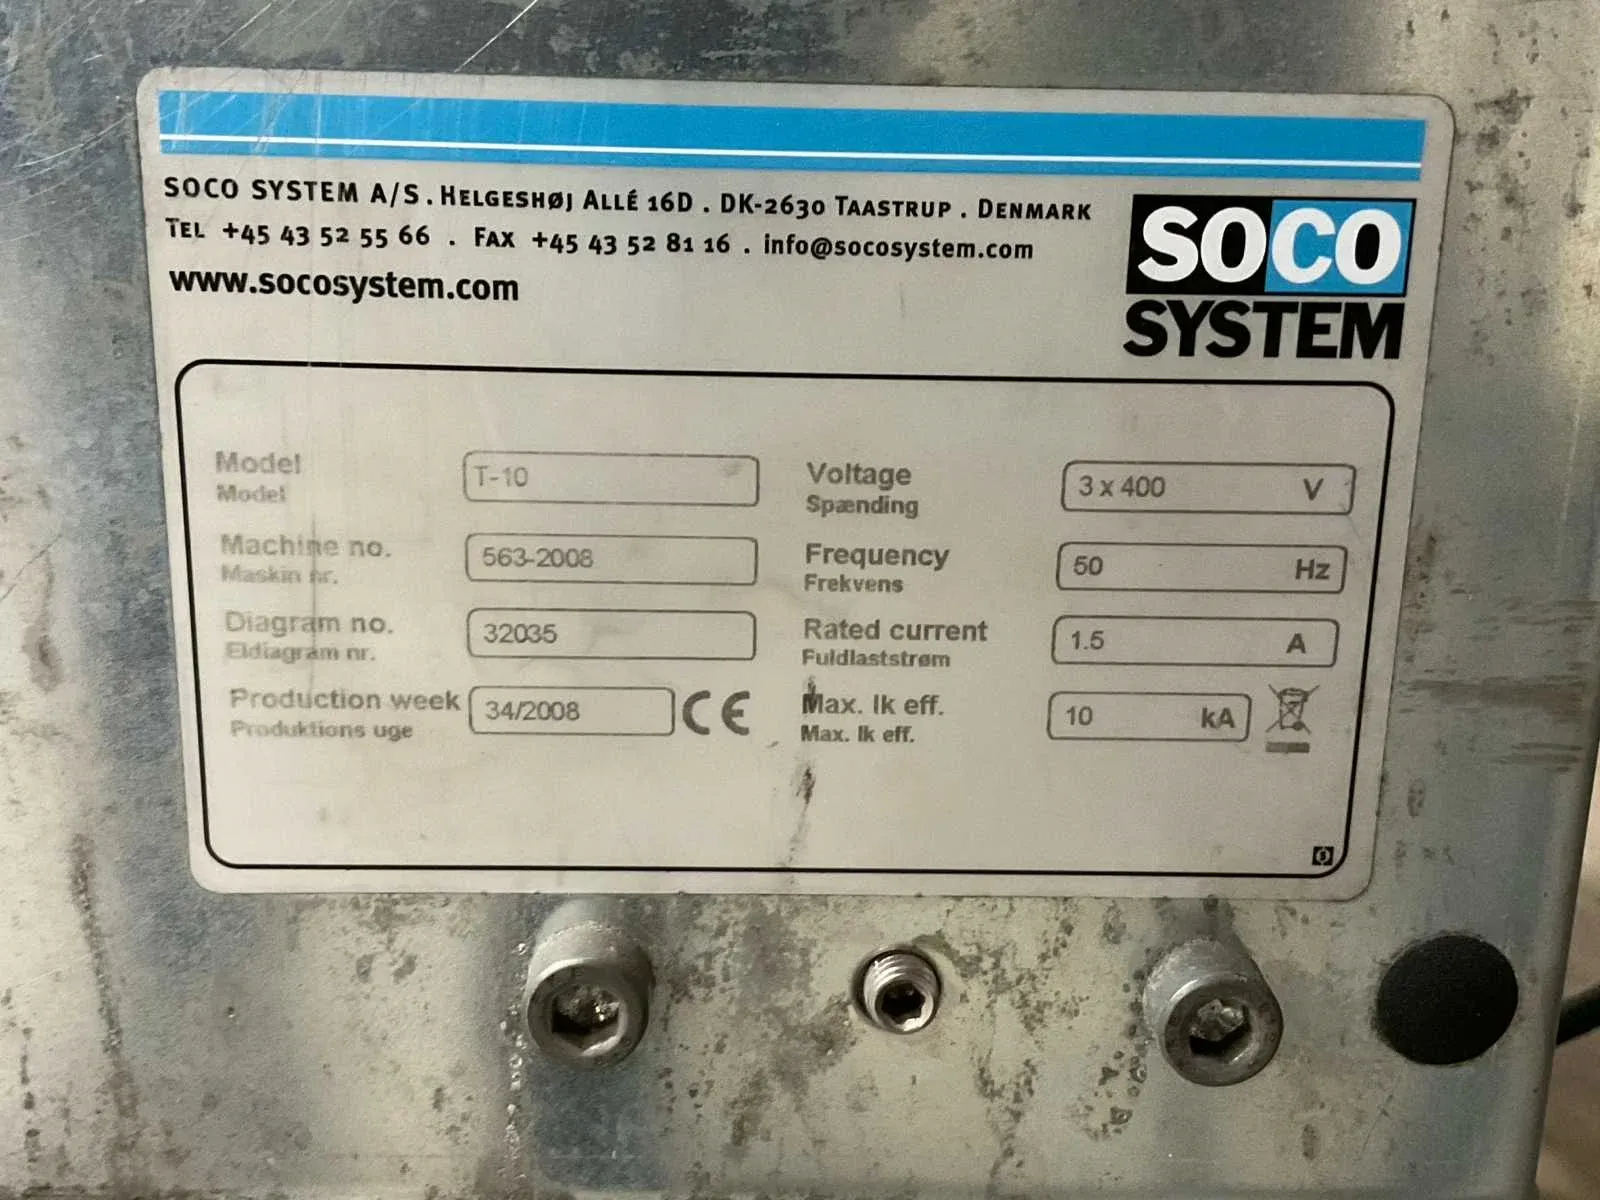 SOCO SYSTEM A/S. HELGESHØJ ALLÉ 16D. DK-2630 TAASTRUP. DENMARK
TEL +45 43 52 55 66 . FAX +45 43 52 81 16 . info@socosystem.com
www.socosystem.com
SOCO
SYSTEM
Model T-10
Model
Machine no. 563-2008
Maskin nr.
Diagram no. 32035
Eldiagram nr.
Production week 34/2008 CE
Produktions uge
Voltage 3 x 400 V
Spænding
Frequency 50 Hz
Frekvens
Rated current 1.5 A
Fuldlaststrøm
Max. Ik eff. 10 kA
Max. Ik eff.